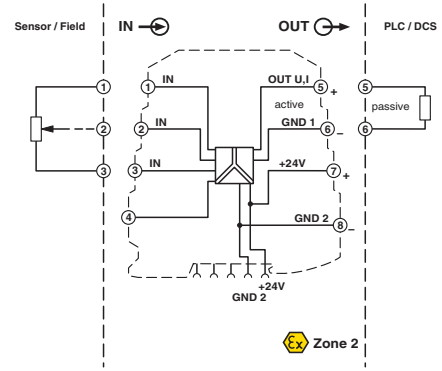 Sensor / Field IN OUT PLC / DCS
1 1 IN OUT U,I 5 + 5
active passive
2 2 IN GND 1 6 – 6
3 3 IN +24V 7 +
4 GND 2 8 –
+24V
GND 2
Ex Zone 2